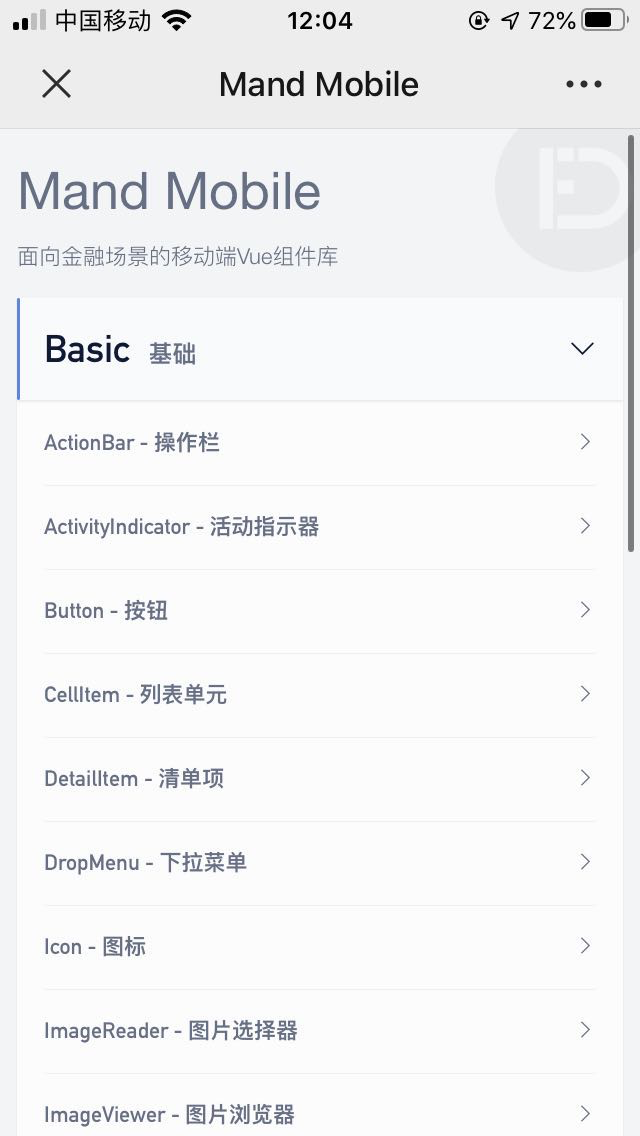 中国移动 12:04 72%
Mand Mobile
Mand Mobile
面向金融场景的移动端Vue组件库
Basic 基础
ActionBar - 操作栏
ActivityIndicator - 活动指示器
Button - 按钮
CellItem - 列表单元
DetailItem - 清单项
DropMenu - 下拉菜单
Icon - 图标
ImageReader - 图片选择器
ImageViewer - 图片浏览器